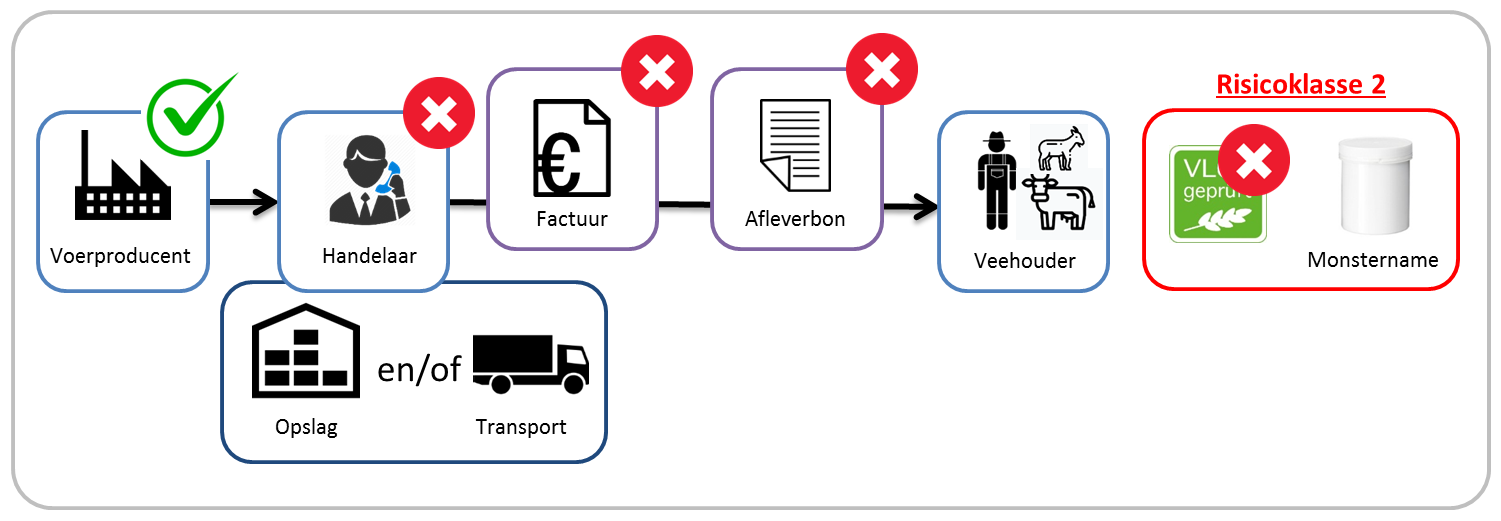 Risicoklasse 2
Factuur
Afleverbon
Voerproducent
Handelaar
Veehouder
Monstername
en/of
Opslag
Transport